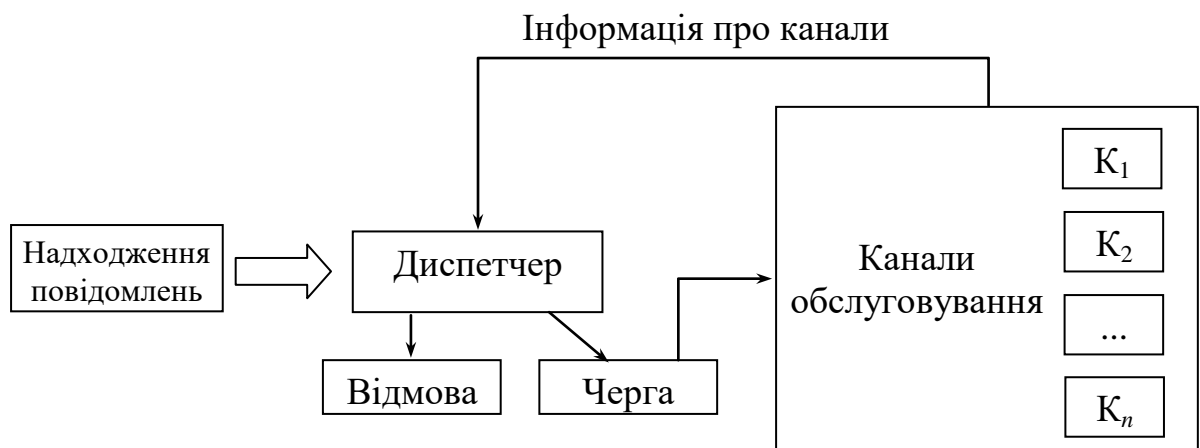 Інформація про канали
Надходження
повідомлень
Диспетчер
Відмова
Черга
Канали
обслуговування
К₁
К₂
...
Кₙ